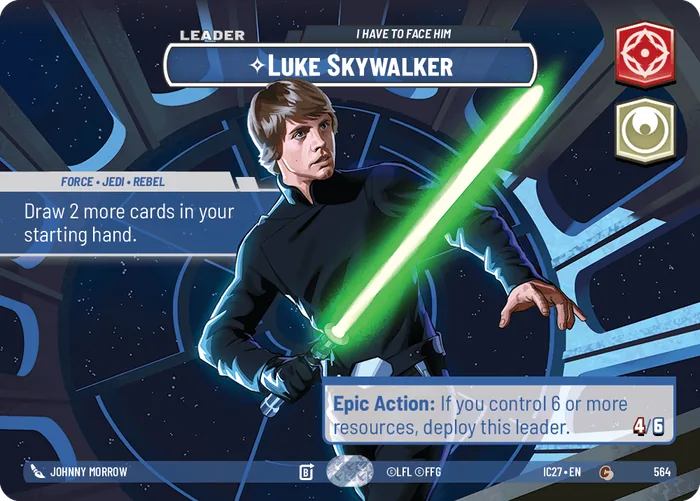 LEADER
I HAVE TO FACE HIM
✧LUKE SKYWALKER
FORCE • JEDI • REBEL
Draw 2 more cards in your
starting hand.
Epic Action: If you control 6 or more
resources, deploy this leader.
4/6
JOHNNY MORROW
B
©LFL ©FFG
IC27 • EN
C
564